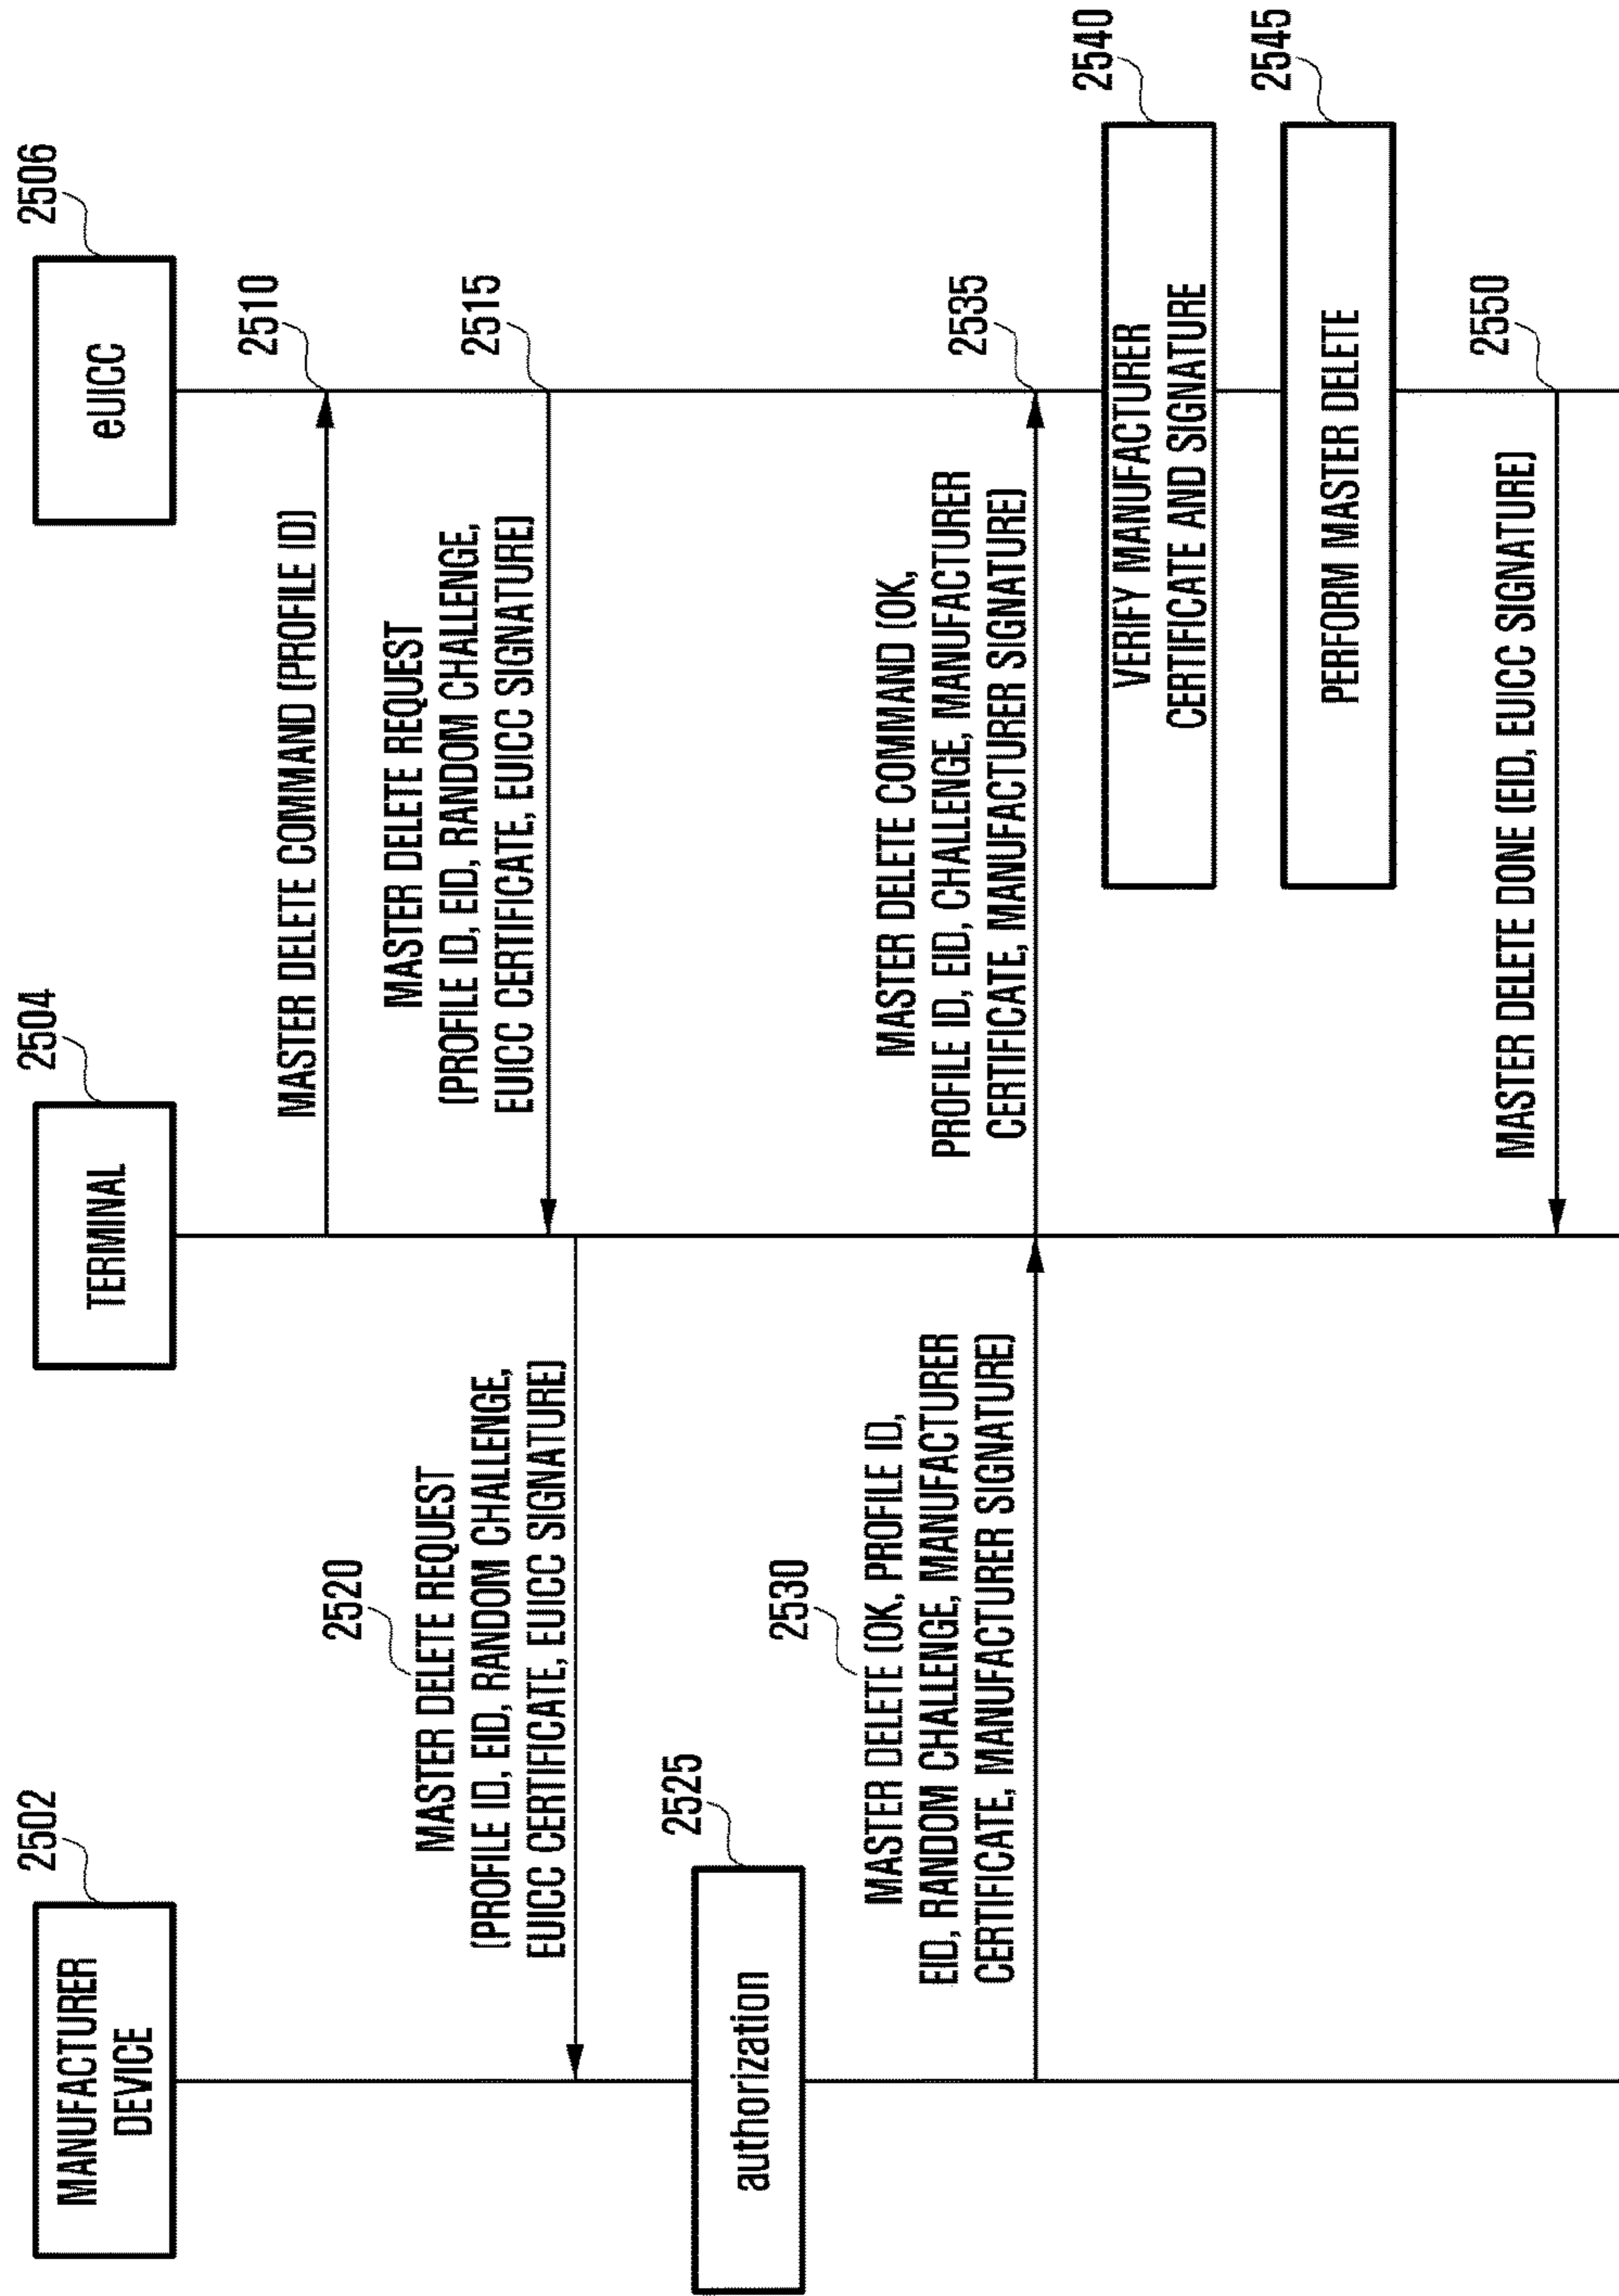 MANUFACTURER
DEVICE
2502
TERMINAL
2504
eUICC
2506
MASTER DELETE COMMAND (PROFILE ID)
2510
MASTER DELETE REQUEST
(PROFILE ID, EID, RANDOM CHALLENGE,
EUICC CERTIFICATE, EUICC SIGNATURE)
2515
2520
MASTER DELETE REQUEST
(PROFILE ID, EID, RANDOM CHALLENGE,
EUICC CERTIFICATE, EUICC SIGNATURE)
authorization
2525
2530
MASTER DELETE (OK, PROFILE ID,
EID, RANDOM CHALLENGE, MANUFACTURER
CERTIFICATE, MANUFACTURER SIGNATURE)
MASTER DELETE COMMAND (OK,
PROFILE ID, EID, CHALLENGE, MANUFACTURER
CERTIFICATE, MANUFACTURER SIGNATURE)
2535
VERIFY MANUFACTURER
CERTIFICATE AND SIGNATURE
2540
PERFORM MASTER DELETE
2545
MASTER DELETE DONE (EID, EUICC SIGNATURE)
2550